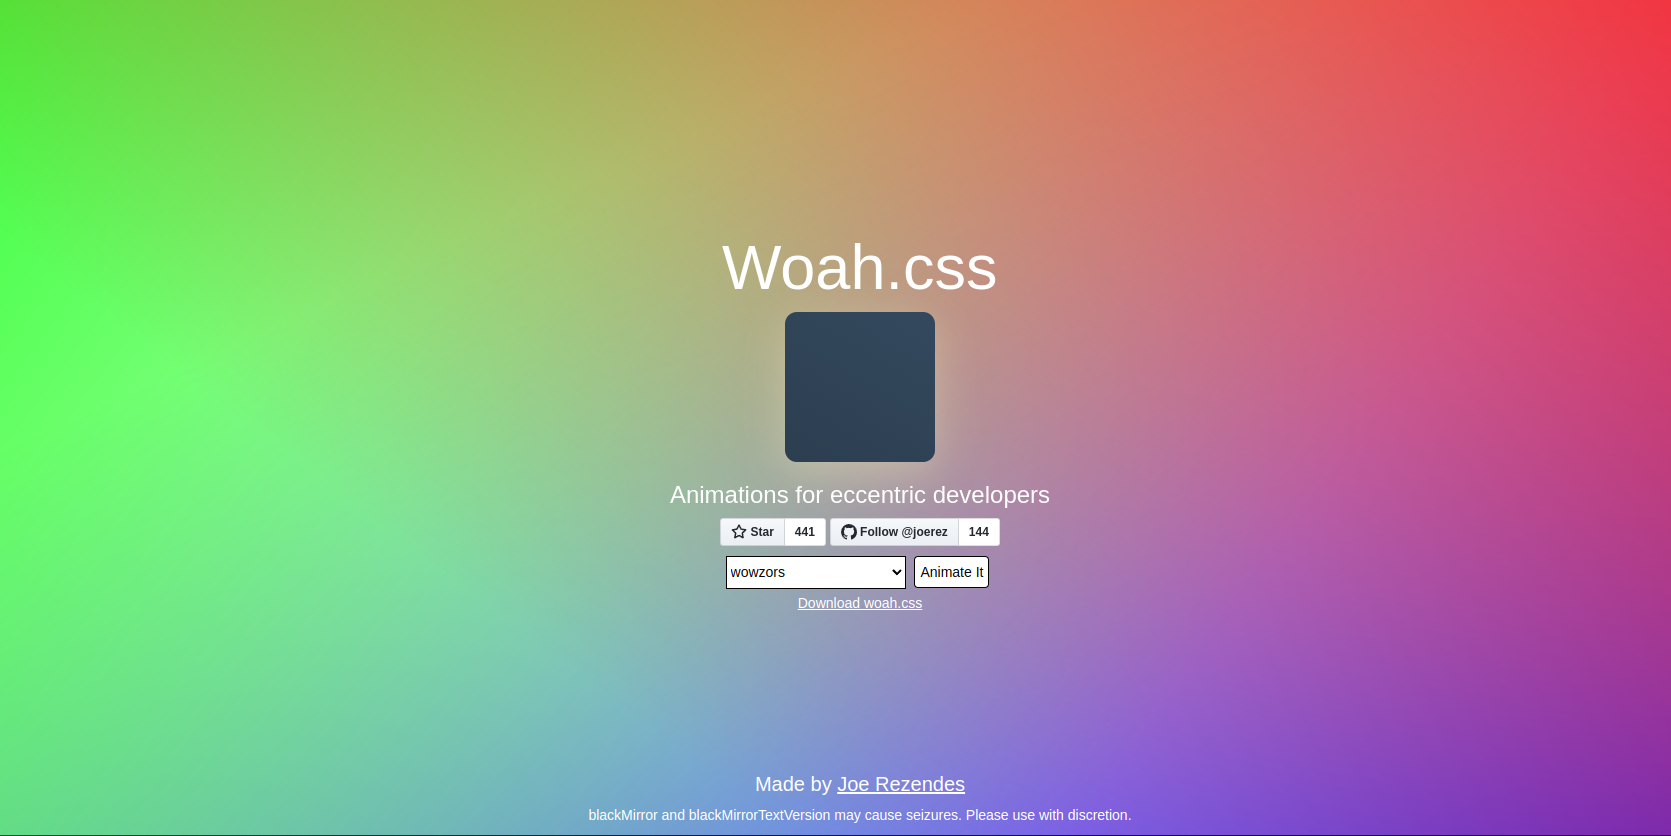 Woah.css
Animations for eccentric developers
Star 441 Follow @joerez 144
wowzors Animate It
Download woah.css
Made by Joe Rezendes
blackMirror and blackMirrorTextVersion may cause seizures. Please use with discretion.